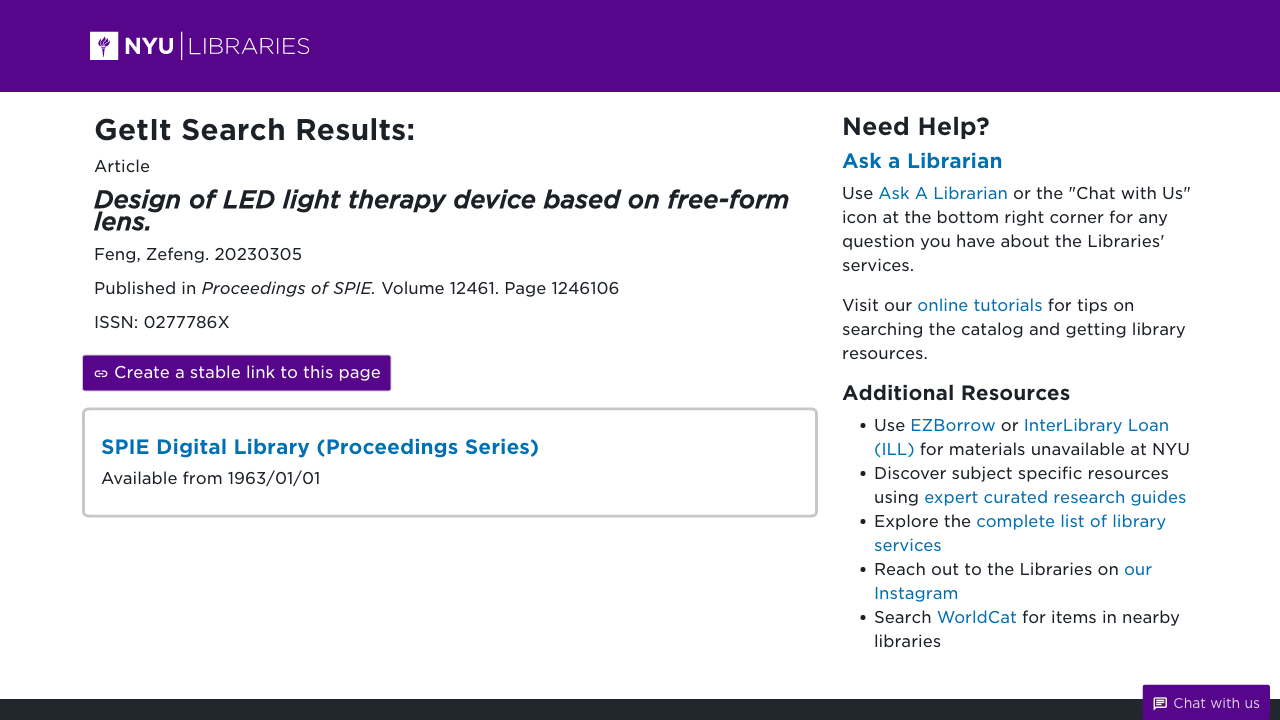 NYU LIBRARIES
GetIt Search Results:
Article
Design of LED light therapy device based on free-form
lens.
Feng, Zefeng. 20230305
Published in Proceedings of SPIE. Volume 12461. Page 1246106
ISSN: 0277786X
Create a stable link to this page
SPIE Digital Library (Proceedings Series)
Available from 1963/01/01
Need Help?
Ask a Librarian
Use Ask A Librarian or the "Chat with Us"
icon at the bottom right corner for any
question you have about the Libraries'
services.
Visit our online tutorials for tips on
searching the catalog and getting library
resources.
Additional Resources
• Use EZBorrow or InterLibrary Loan
(ILL) for materials unavailable at NYU
• Discover subject specific resources
using expert curated research guides
• Explore the complete list of library
services
• Reach out to the Libraries on our
Instagram
• Search WorldCat for items in nearby
libraries
Chat with us